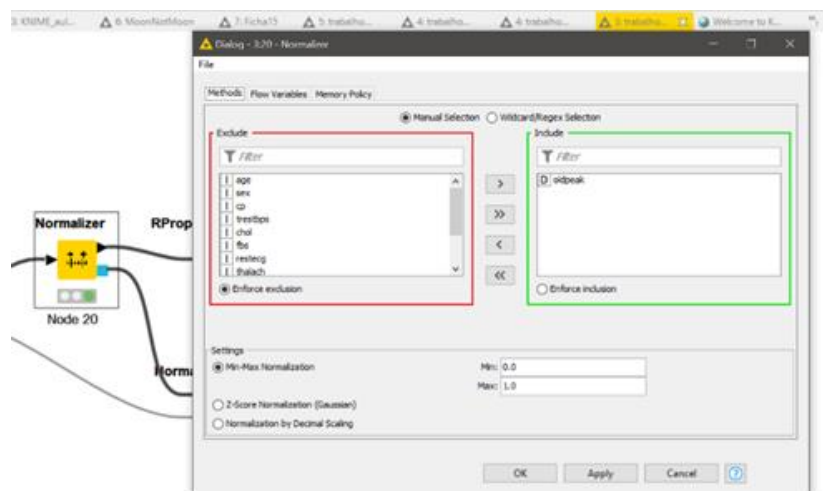 3: KNIME_aul... 6: MoonNotMoon 7: Ficha15 5: trabalho... 4: trabalho... 4: trabalho... 3: trabalho... Welcome to K...
Dialog - 3:20 - Normalizer
File
Methods Flow Variables Memory Policy
Manual Selection Wildcard/Regex Selection
Exclude Include
Filter Filter
I age D oldpeak
I sex
I cp
I trestbps
I chol
I fbs
I restecg
I thalach
> 
>>
<
<<
Enforce exclusion Enforce inclusion
Normalizer RProp
Node 20
Norma
Settings
Min-Max Normalization Min: 0.0
Max: 1.0
Z-Score Normalization (Gaussian)
Normalization by Decimal Scaling
OK Apply Cancel ?